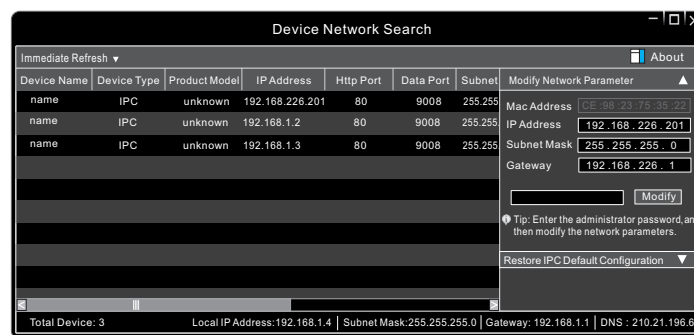 Device Network Search
Immediate Refresh ▼
About
Device Name Device Type Product Model IP Address Http Port Data Port Subnet
name IPC unknown 192.168.226.201 80 9008 255.255
name IPC unknown 192.168.1.2 80 9008 255.255.
name IPC unknown 192.168.1.3 80 9008 255.255
Modify Network Parameter ▲
Mac Address CE :98 :23 :75 :35 :22
IP Address 192 .168 . 226 . 201
Subnet Mask 255 . 255 . 255 . 0
Gateway 192 .168 . 226 . 1
Modify
Tip: Enter the administrator password,an
then modify the network parameters.
Restore IPC Default Configuration ▼
Total Device: 3 Local IP Address:192.168.1.4 | Subnet Mask:255.255.255.0 | Gateway: 192.168.1.1 | DNS : 210.21.196.6